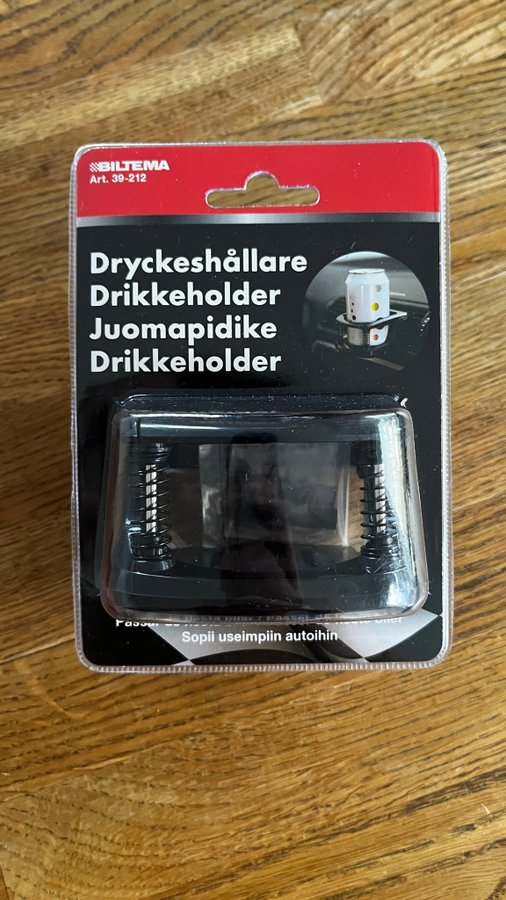 BILTEMA
Art. 39-212
Dryckeshållare
Drikkeholder
Juomapidike
Drikkeholder
Sopii useimpiin autoihin